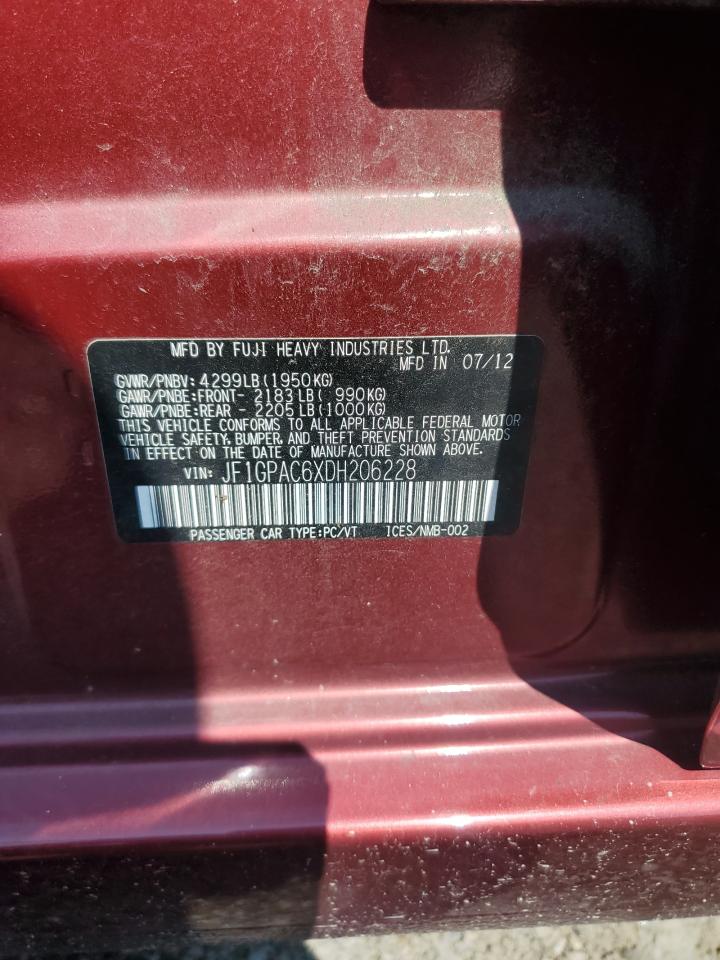 MFD BY FUJI HEAVY INDUSTRIES LTD.
MFD IN 07/12
GVWR/PNBV: 4299LB (1950KG)
GAWR/PNBE:FRONT- 2183LB ( 990KG)
GAWR/PNBE:REAR - 2205LB (1000KG)
THIS VEHICLE CONFORMS TO ALL APPLICABLE FEDERAL MOTOR
VEHICLE SAFETY, BUMPER, AND THEFT PREVENTION STANDARDS
IN EFFECT ON THE DATE OF MANUFACTURE SHOWN ABOVE.
VIN: JF1GPAC6XDH206228
PASSENGER CAR TYPE:PC/VT ICES/NMB-002